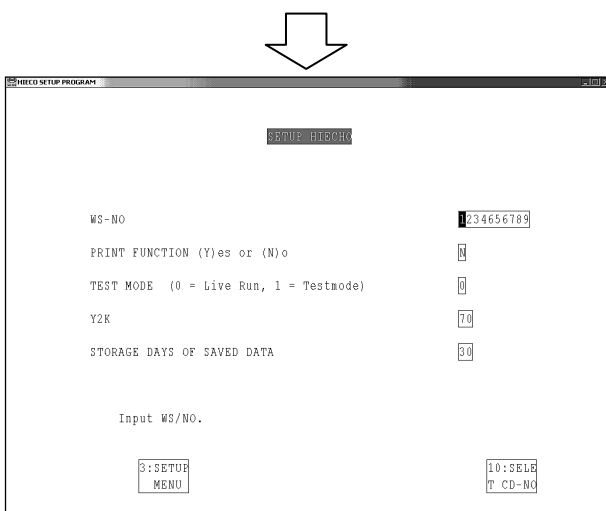 HIECO SETUP PROGRAM
SETUP HIECHO
WS-NO 1234656789
PRINT FUNCTION (Y)es or (N)o N
TEST MODE (0 = Live Run, 1 = Testmode) 0
Y2K 70
STORAGE DAYS OF SAVED DATA 30
Input WS/NO.
3:SETUP 10:SELE
MENU T CD-NO